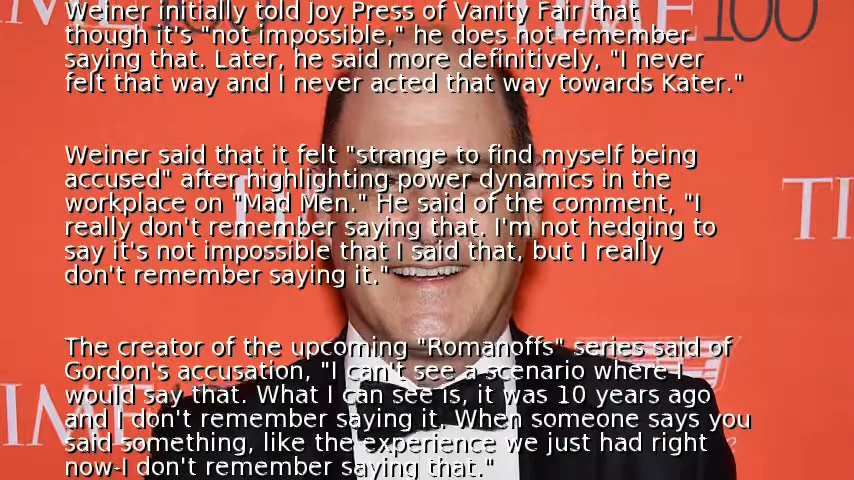 TIME
TIME 100
Weiner initially told Joy Press of Vanity Fair that
though it's "not impossible," he does not remember
saying that. Later, he said more definitively, "I never
felt that way and I never acted that way towards Kater."
Weiner said that it felt "strange to find myself being
accused" after highlighting power dynamics in the
workplace on "Mad Men." He said of the comment, "I
really don't remember saying that. I'm not hedging to
say it's not impossible that I said that, but I really
don't remember saying it."
The creator of the upcoming "Romanoffs" series said of
Gordon's accusation, "I can't see a scenario where I
would say that. What I can see is, it was 10 years ago
and I don't remember saying it. When someone says you
said something, like the experience we just had right
now-I don't remember saying that."
TIME